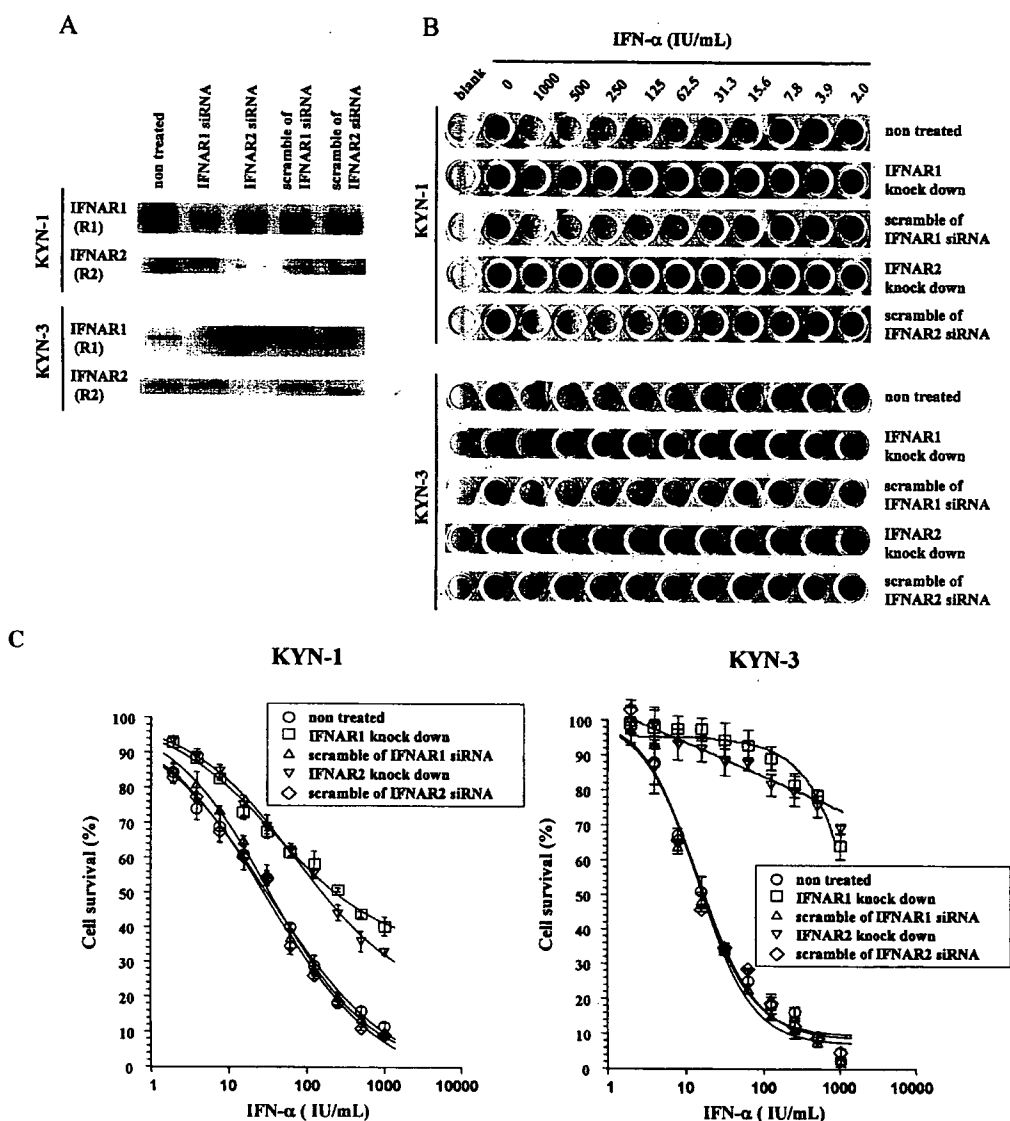 A
non treated
IFNAR1 siRNA
IFNAR2 siRNA
scramble of
IFNAR1 siRNA
scramble of
IFNAR2 siRNA
KYN-1
IFNAR1
(R1)
IFNAR2
(R2)
KYN-3
IFNAR1
(R1)
IFNAR2
(R2)
B
IFN-α (IU/mL)
blank
0
1000
500
250
125
62.5
31.3
15.6
7.8
3.9
2.0
KYN-1
non treated
IFNAR1
knock down
scramble of
IFNAR1 siRNA
IFNAR2
knock down
scramble of
IFNAR2 siRNA
KYN-3
non treated
IFNAR1
knock down
scramble of
IFNAR1 siRNA
IFNAR2
knock down
scramble of
IFNAR2 siRNA
C
KYN-1
non treated
IFNAR1 knock down
scramble of IFNAR1 siRNA
IFNAR2 knock down
scramble of IFNAR2 siRNA
Cell survival (%)
100
90
80
70
60
50
40
30
20
10
0
1
10
100
1000
10000
IFN-α ( IU/mL)
KYN-3
non treated
IFNAR1 knock down
scramble of IFNAR1 siRNA
IFNAR2 knock down
scramble of IFNAR2 siRNA
Cell survival (%)
100
90
80
70
60
50
40
30
20
10
0
1
10
100
1000
10000
IFN-α ( IU/mL)